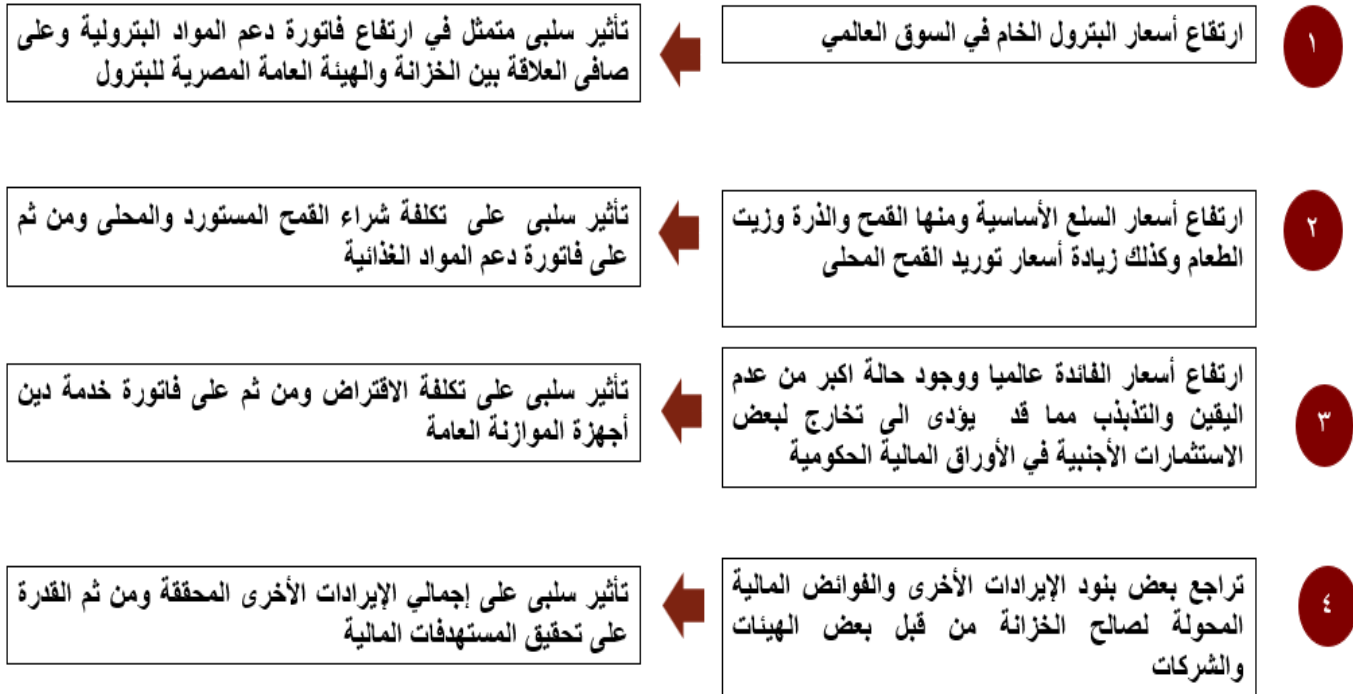 ١
ارتفاع أسعار البترول الخام في السوق العالمي
تأثير سلبى متمثل في ارتفاع فاتورة دعم المواد البترولية وعلى
صافى العلاقة بين الخزانة والهيئة العامة المصرية للبترول
٢
ارتفاع أسعار السلع الأساسية ومنها القمح والذرة وزيت
الطعام وكذلك زيادة أسعار توريد القمح المحلى
تأثير سلبى على تكلفة شراء القمح المستورد والمحلى ومن ثم
على فاتورة دعم المواد الغذائية
٣
ارتفاع أسعار الفائدة عالميا ووجود حالة اكبر من عدم
اليقين والتذبذب مما قد يؤدى الى تخارج لبعض
الاستثمارات الأجنبية في الأوراق المالية الحكومية
تأثير سلبى على تكلفة الاقتراض ومن ثم على فاتورة خدمة دين
أجهزة الموازنة العامة
٤
تراجع بعض بنود الإيرادات الأخرى والفوائض المالية
المحولة لصالح الخزانة من قبل بعض الهيئات
والشركات
تأثير سلبى على إجمالي الإيرادات الأخرى المحققة ومن ثم القدرة
على تحقيق المستهدفات المالية